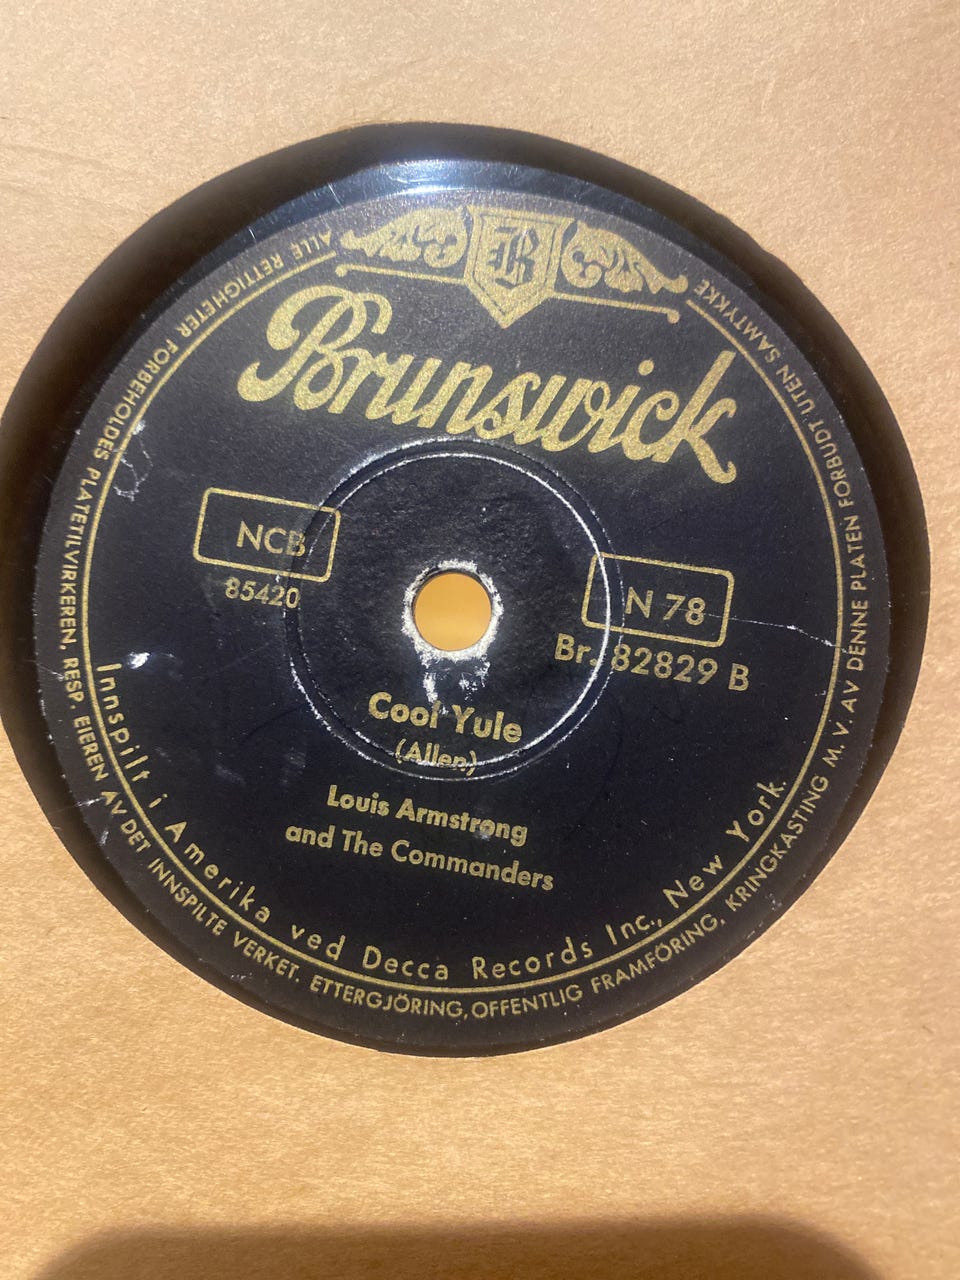 B
Brunswick
NCB
85420
N 78
Br. 82829 B
Cool Yule
(Allen)
Louis Armstrong
and The Commanders
Innspilt i Amerika ved Decca Records Inc., New York.
ALLE RETTIGHETER FORBEHOLDES PLATETILVIRKEREN, RESP. EIEREN AV DET INNSPILTE VERKET. ETTERGJÖRING, OFFENTLIG FRAMFÖRING, KRINGKASTING M. V. AV DENNE PLATEN FORBUDT UTEN SAMTYKKE